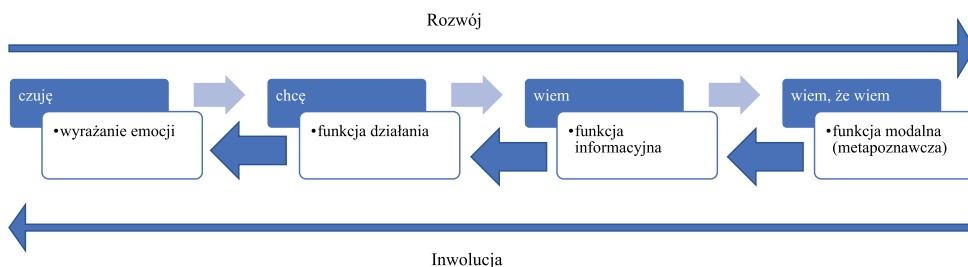 Rozwój
czuję
•wyrażanie emocji
chcę
•funkcja działania
wiem
•funkcja
informacyjna
wiem, że wiem
•funkcja modalna
(metapoznawcza)
Inwolucja